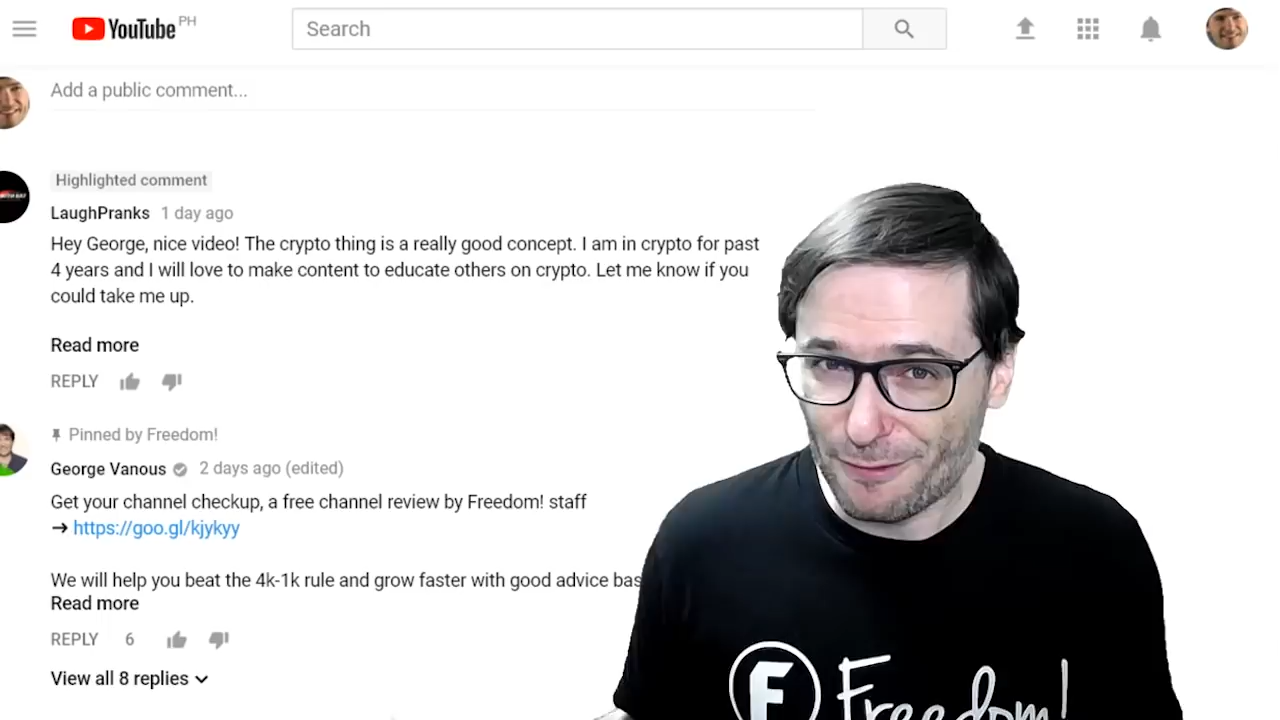 YouTube PH
Search
Add a public comment...
Highlighted comment
LaughPranks 1 day ago
Hey George, nice video! The crypto thing is a really good concept. I am in crypto for past
4 years and I will love to make content to educate others on crypto. Let me know if you
could take me up.
Read more
REPLY
Pinned by Freedom!
George Vanous 2 days ago (edited)
Get your channel checkup, a free channel review by Freedom! staff
→ https://goo.gl/kjykyy
We will help you beat the 4k-1k rule and grow faster with good advice bas
Read more
REPLY 6
View all 8 replies
F Freedom!